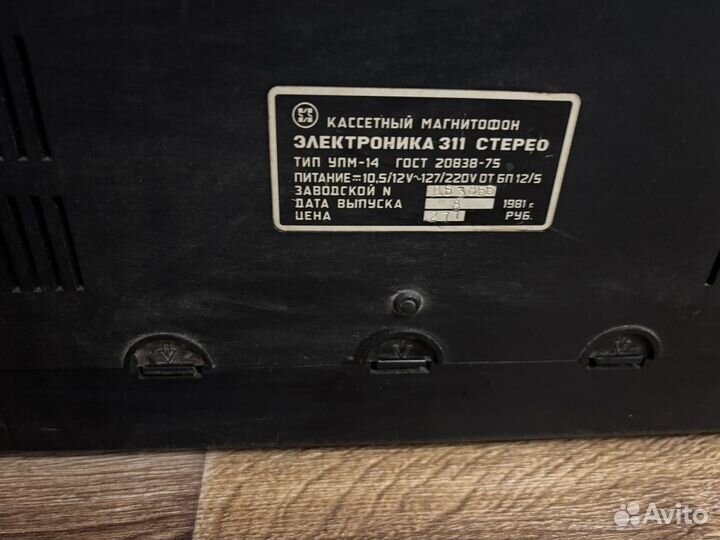 КАССЕТНЫЙ МАГНИТОФОН
ЭЛЕКТРОНИКА 311 СТЕРЕО
ТИП УПМ-14 ГОСТ 20838-75
ПИТАНИЕ=10,5/12V~127/220V ОТ БП 12/5
ЗАВОДСКОЙ N
ДАТА ВЫПУСКА 8 1981 г.
ЦЕНА 271 РУБ.
Avito